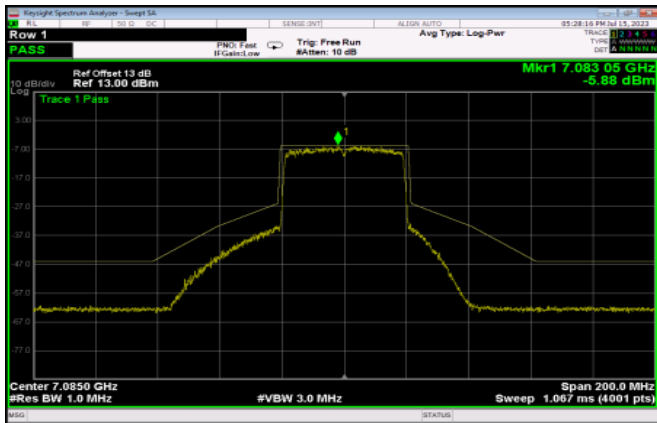 Keysight Spectrum Analyzer - Swept SA
RL RF 50 Ω DC SENSE:INT ALIGN AUTO 05:28:16 PM Jul 15, 2023
Row 1
PASS
PNO: Fast
IFGain:Low
Trig: Free Run
#Atten: 10 dB
Avg Type: Log-Pwr
TRACE 1 2 3 4 5 6
TYPE
DET A N N N N N
Mkr1 7.083 05 GHz
-5.88 dBm
Ref Offset 13 dB
10 dB/div Ref 13.00 dBm
Log
Trace 1 Pass
1
3.00
-7.00
-17.0
-27.0
-37.0
-47.0
-57.0
-67.0
-77.0
Center 7.0850 GHz Span 200.0 MHz
#Res BW 1.0 MHz #VBW 3.0 MHz Sweep 1.067 ms (4001 pts)
MSG STATUS